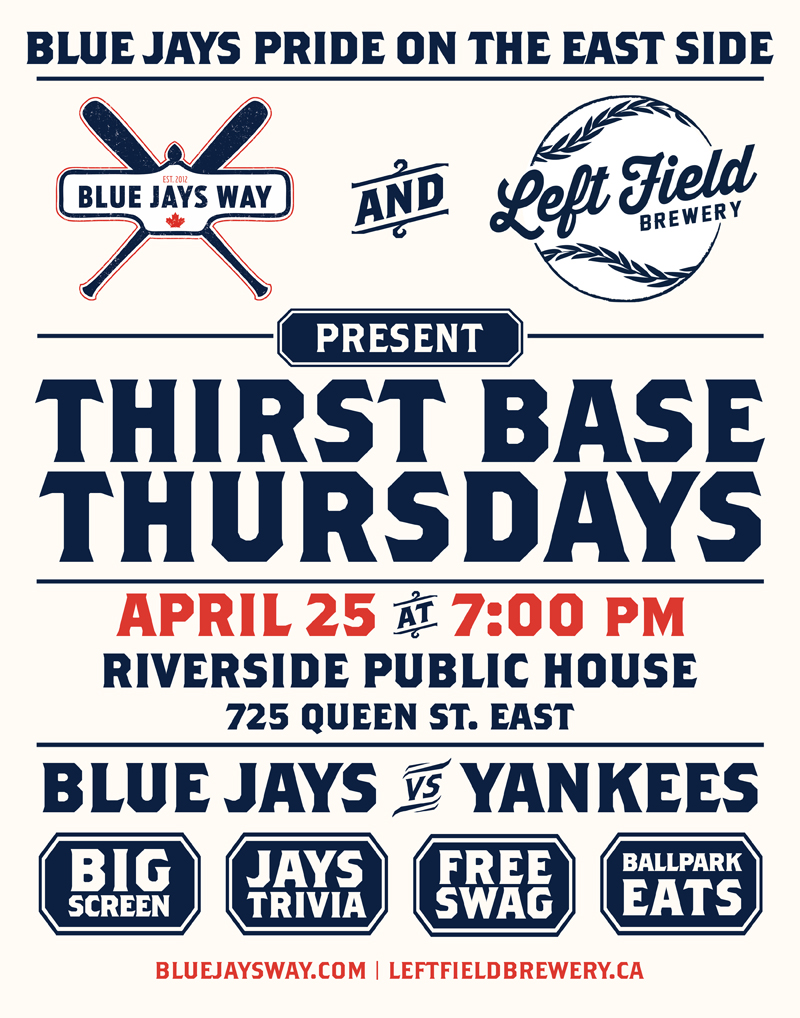 BLUE JAYS PRIDE ON THE EAST SIDE
EST. 2012
BLUE JAYS WAY
AND
Left Field
BREWERY
PRESENT
THIRST BASE
THURSDAYS
APRIL 25 AT 7:00 PM
RIVERSIDE PUBLIC HOUSE
725 QUEEN ST. EAST
BLUE JAYS VS YANKEES
BIG
SCREEN
JAYS
TRIVIA
FREE
SWAG
BALLPARK
EATS
BLUEJAYSWAY.COM | LEFTFIELDBREWERY.CA